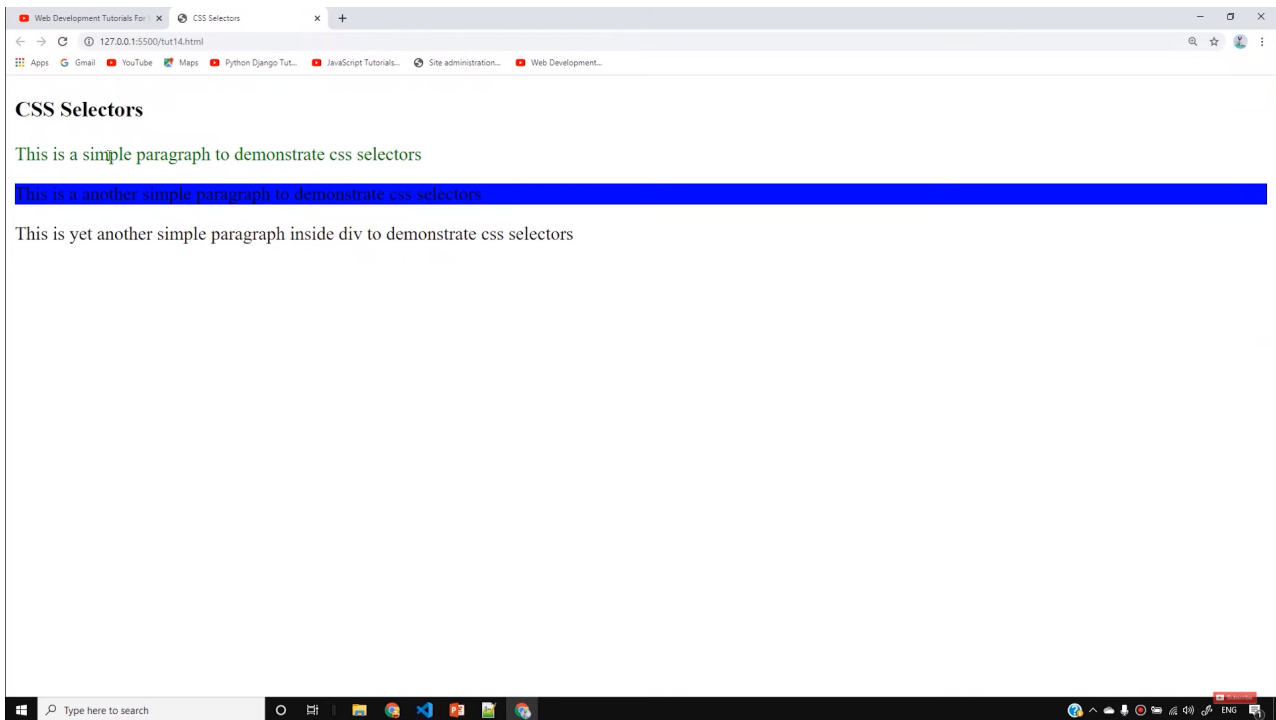 Web Development Tutorials For
CSS Selectors
127.0.0.1:5500/tut14.html
Apps Gmail YouTube Maps Python Django Tut... JavaScript Tutorials... Site administration... Web Development...
CSS Selectors
This is a simple paragraph to demonstrate css selectors
This is a another simple paragraph to demonstrate css selectors
This is yet another simple paragraph inside div to demonstrate css selectors
Type here to search
ENG